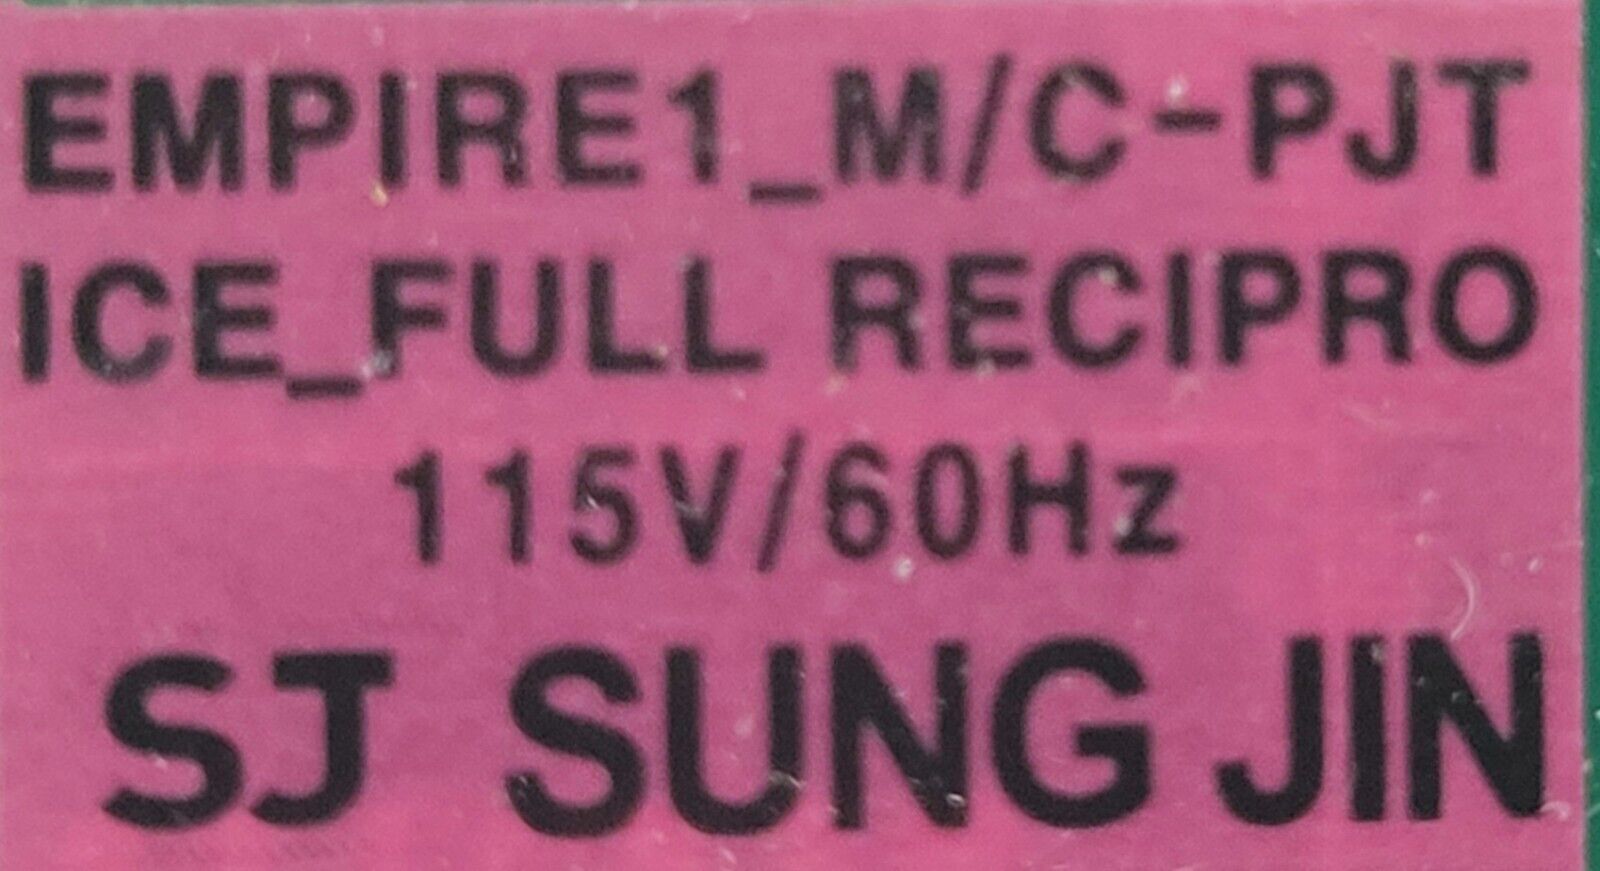 EMPIRE1_M/C-PJT
ICE_FULL RECIPRO
115V/60Hz
SJ SUNG JIN